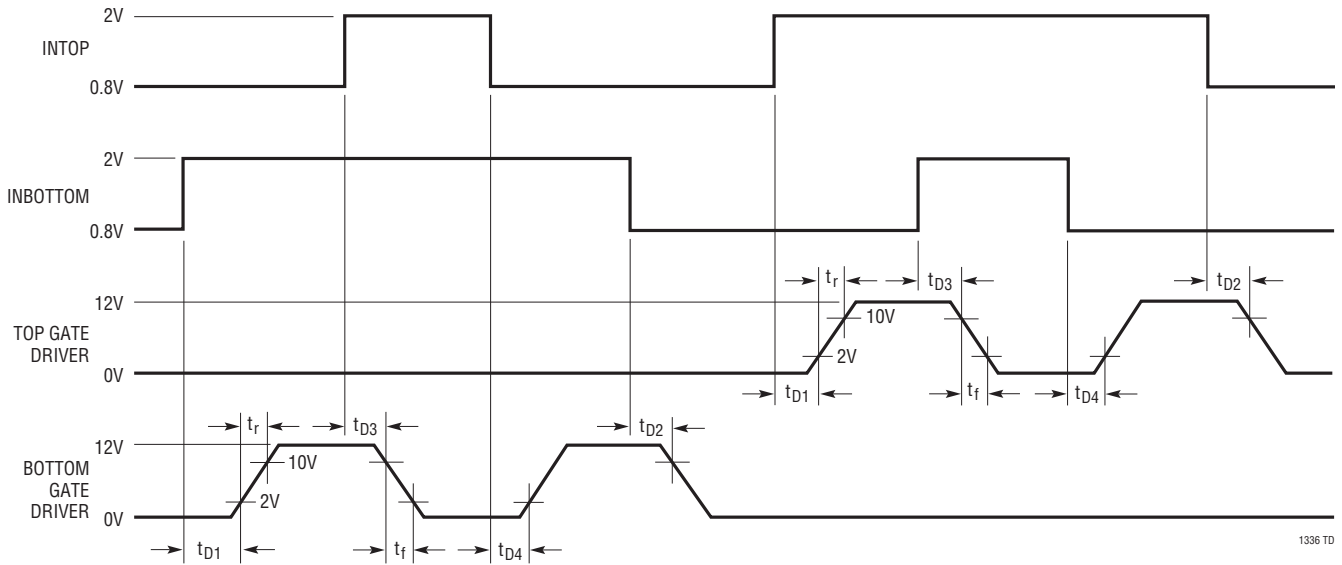 2V
INTOP
0.8V
2V
INBOTTOM
0.8V
tr
tD3
tD2
12V
10V
TOP GATE
DRIVER
2V
0V
tD1
tf
tD4
tr
tD3
tD2
12V
10V
BOTTOM
GATE
DRIVER
2V
0V
tD1
tf
tD4
1336 TD